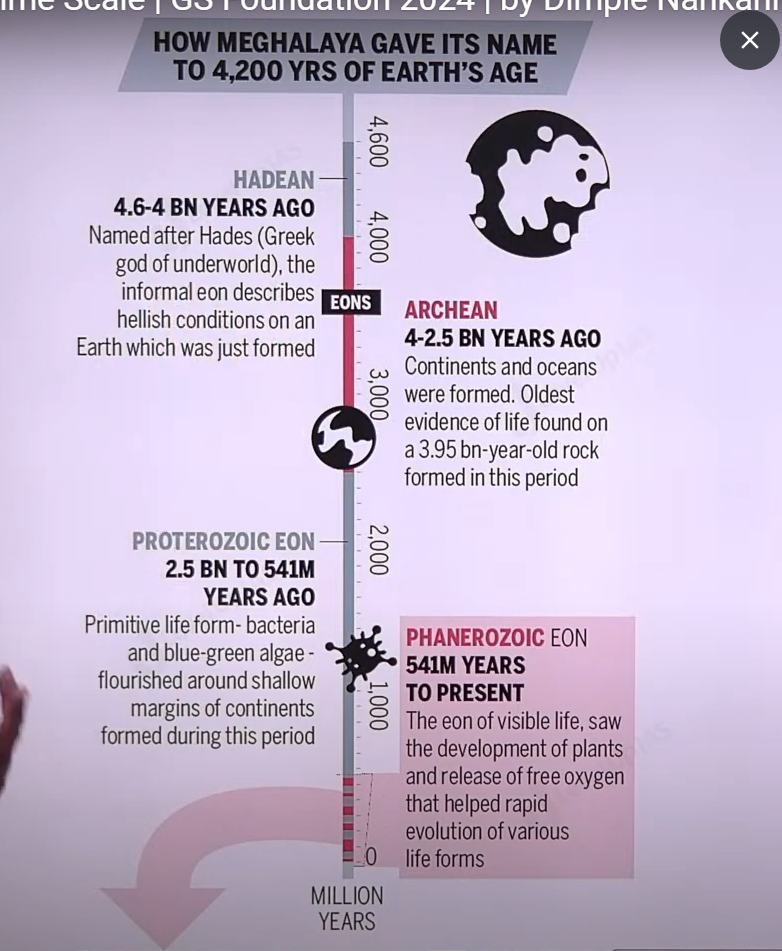 me Scale | GS Foundation 2024 | by Dimple
HOW MEGHALAYA GAVE ITS NAME
TO 4,200 YRS OF EARTH'S AGE
4,600
HADEAN
4.6-4 BN YEARS AGO
Named after Hades (Greek
god of underworld), the
informal eon describes
hellish conditions on an
Earth which was just formed
4,000
EONS
ARCHEAN
4-2.5 BN YEARS AGO
Continents and oceans
were formed. Oldest
evidence of life found on
a 3.95 bn-year-old rock
formed in this period
3,000
PROTEROZOIC EON
2.5 BN TO 541M
YEARS AGO
Primitive life form- bacteria
and blue-green algae -
flourished around shallow
margins of continents
formed during this period
2,000
1,000
PHANEROZOIC EON
541M YEARS
TO PRESENT
The eon of visible life, saw
the development of plants
and release of free oxygen
that helped rapid
evolution of various
life forms
0
MILLION
YEARS